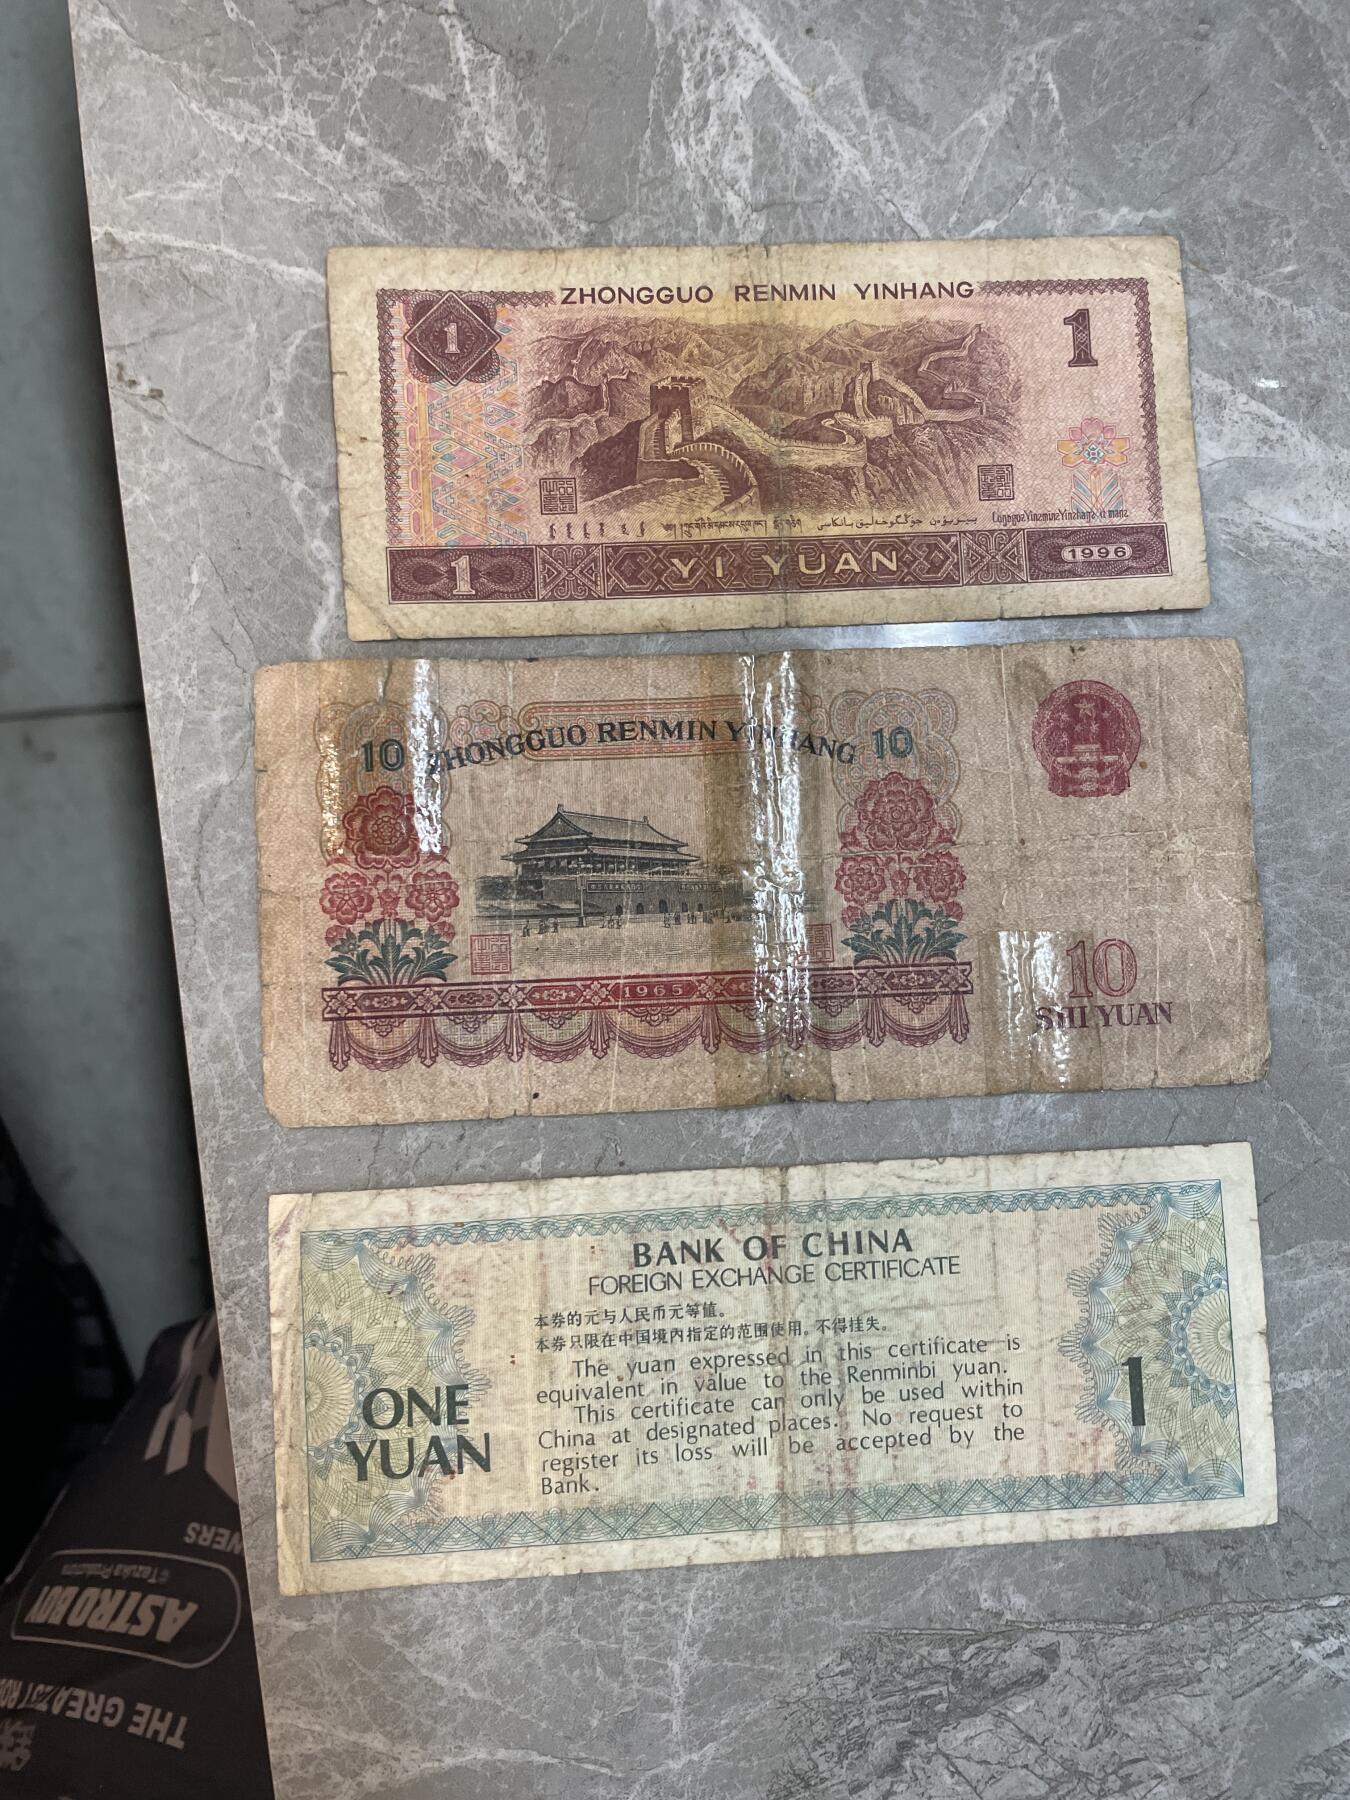 ZHONGGUO RENMIN YINHANG
1
1
YI YUAN
1
1996
ZHONGGUO RENMIN YINHANG
10
10
1965
10
SHI YUAN
BANK OF CHINA
FOREIGN EXCHANGE CERTIFICATE
本券的元与人民币元等值。
本券只限在中国境内指定的范围使用。不得挂失。
The yuan expressed in this certificate is
equivalent in value to the Renminbi yuan.
This certificate can only be used within
China at designated places. No request to
register its loss will be accepted by the
Bank.
ONE
YUAN
1
THE GREATEST
ASTROBOY
© Tezuka Productions